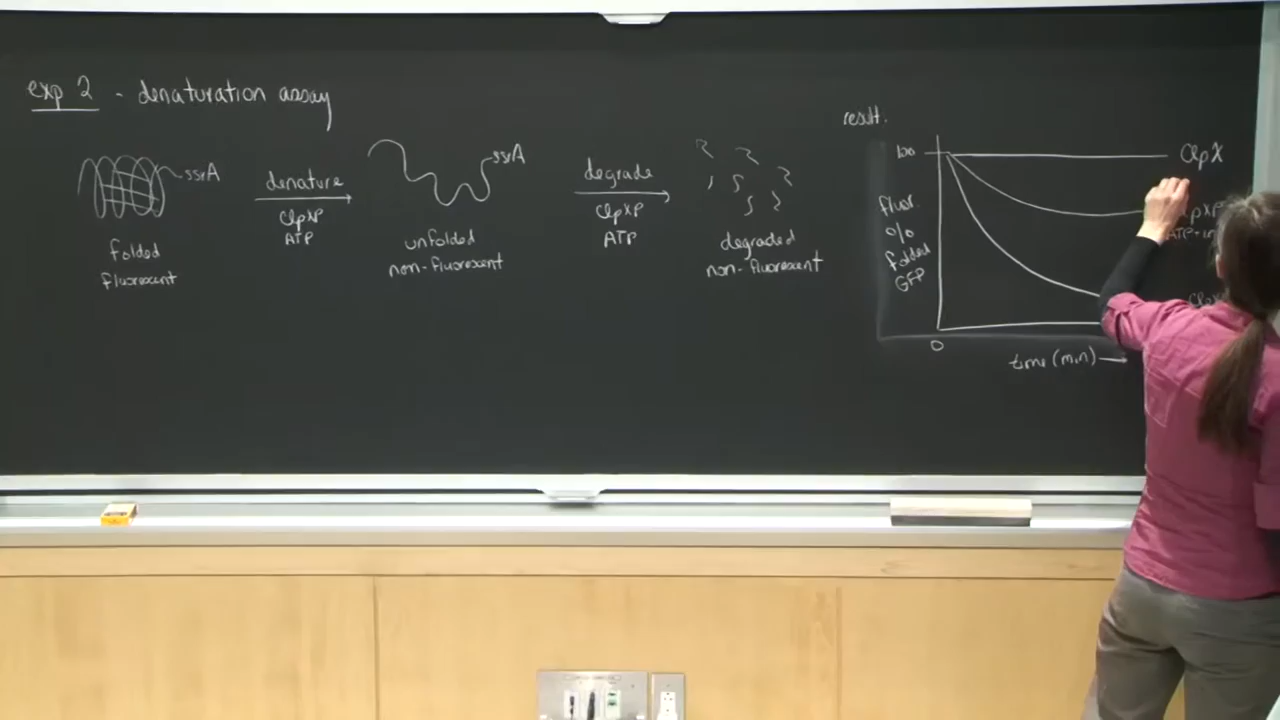 exp 2 - denaturation assay
ssrA
folded
fluorescent
denature
ClpXP
ATP
ssrA
unfolded
non-fluorescent
degrade
ClpXP
ATP
degraded
non-fluorescent
result.
100
fluor.
%
folded
GFP
0
time (min) →
ClpX